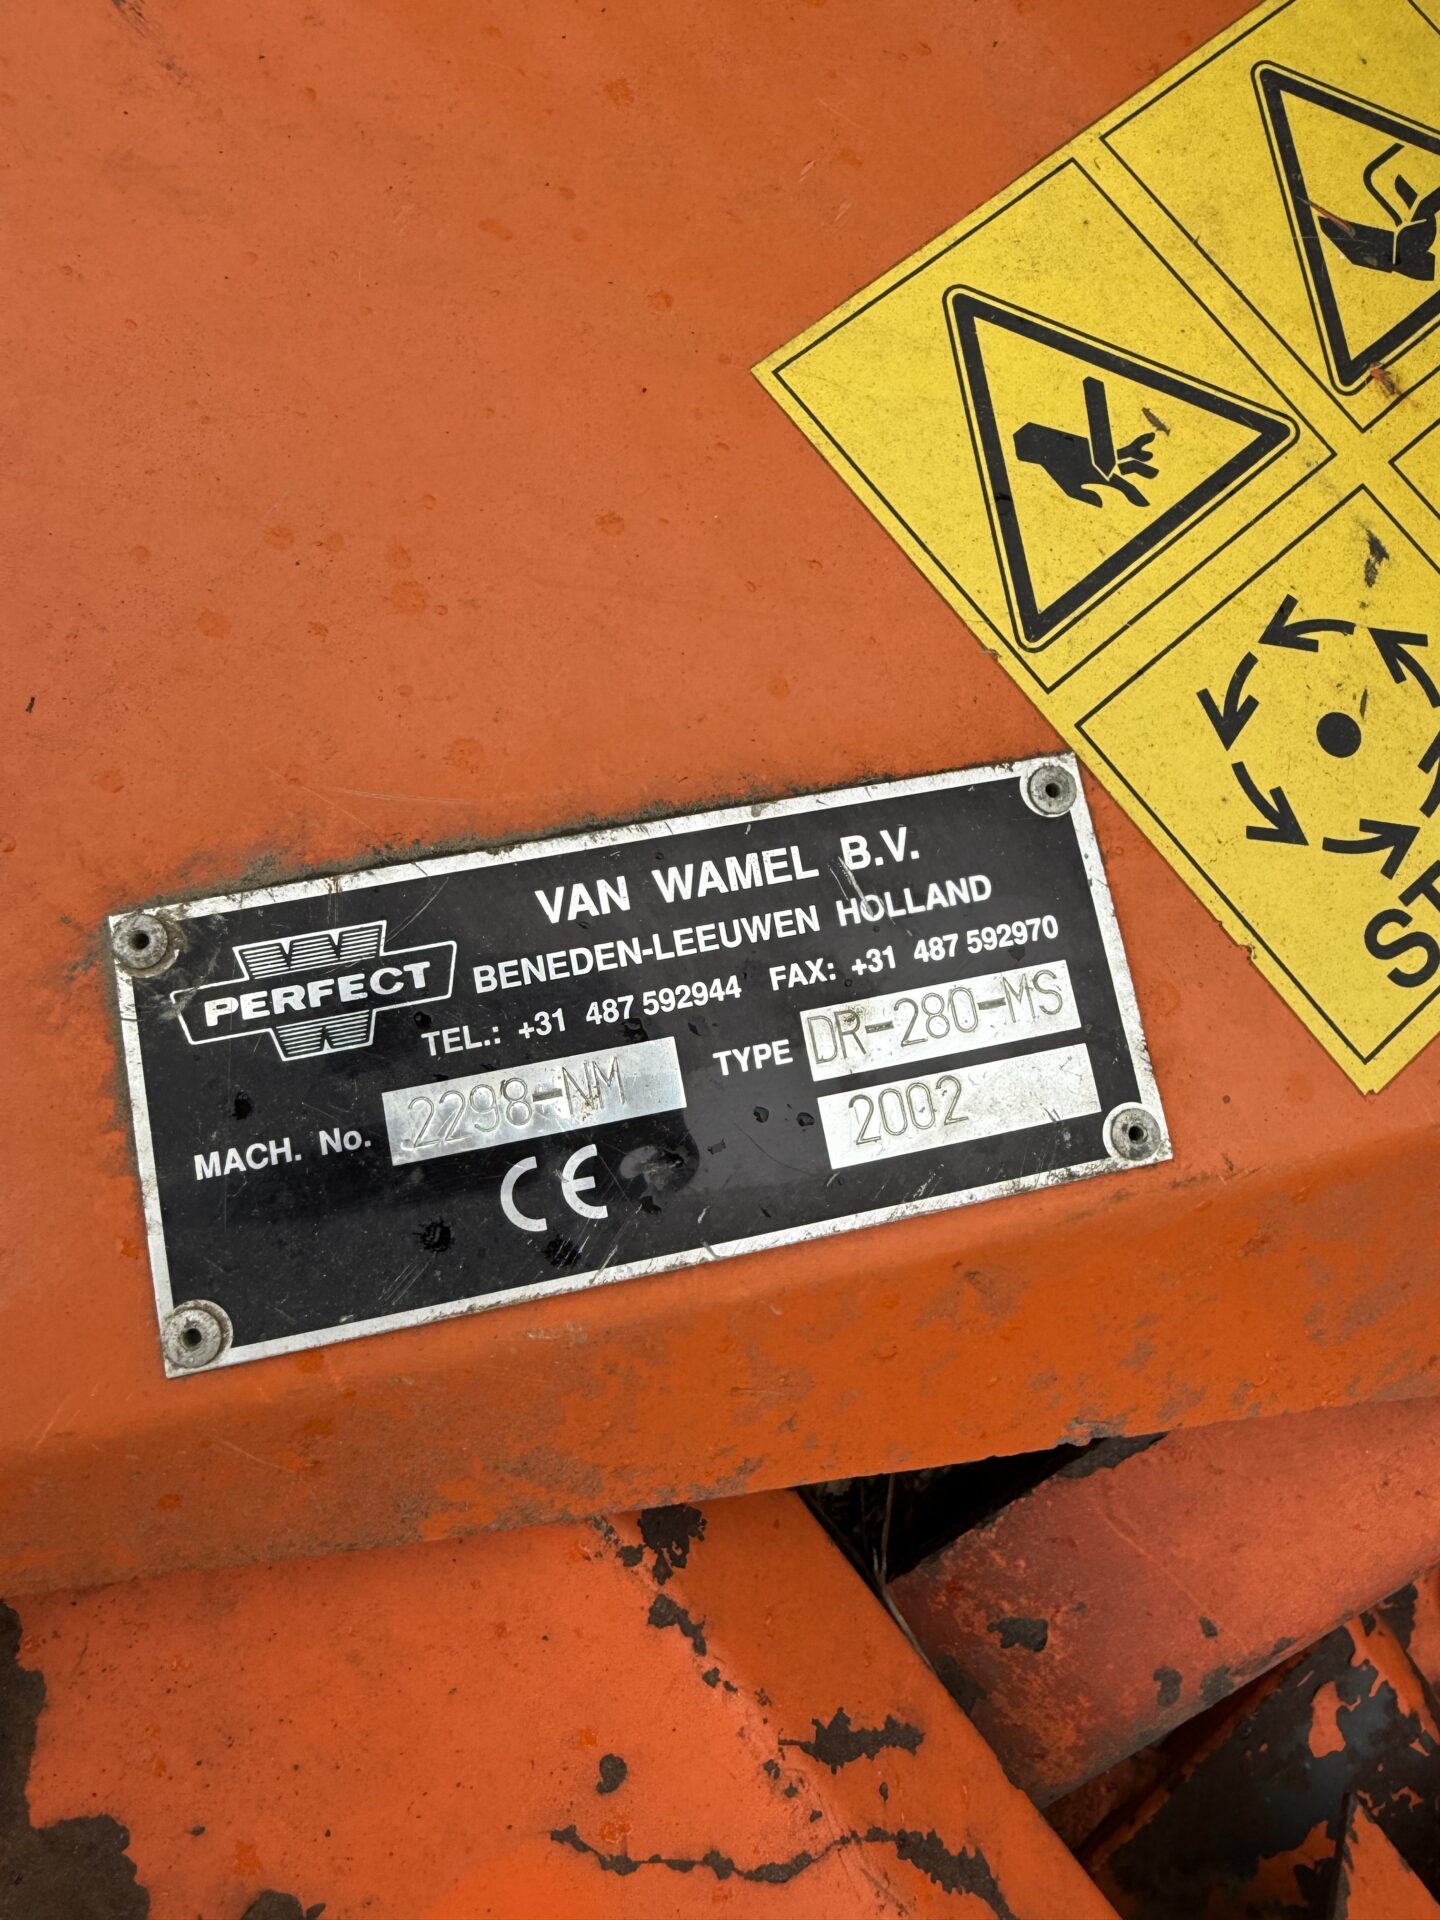 VAN WAMEL B.V.
BENEDEN-LEEUWEN HOLLAND
TEL.: +31 487 592944 FAX: +31 487 592970
PERFECT
MACH. No. 2298-NM TYPE DR-280-MS
2002
CE